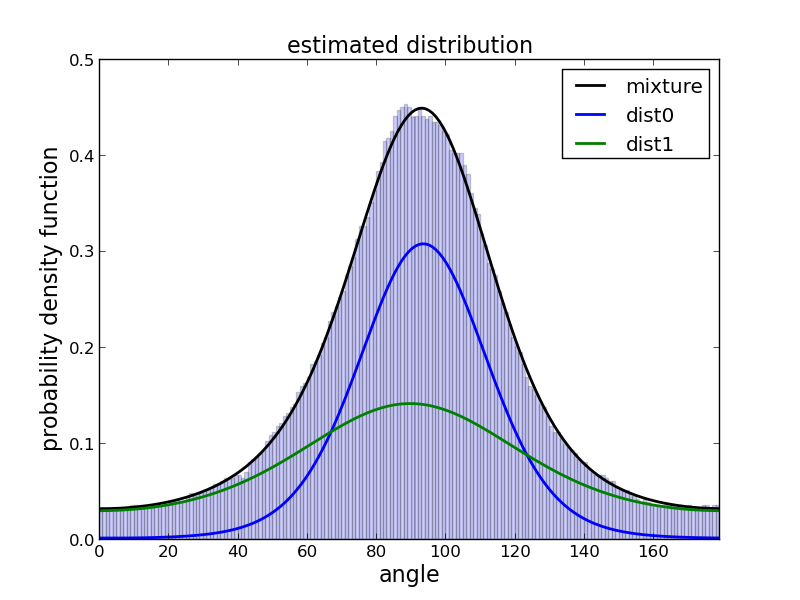 estimated distribution
probability density function
0.5
0.4
0.3
0.2
0.1
0.0
mixture
dist0
dist1
0 20 40 60 80 100 120 140 160
angle